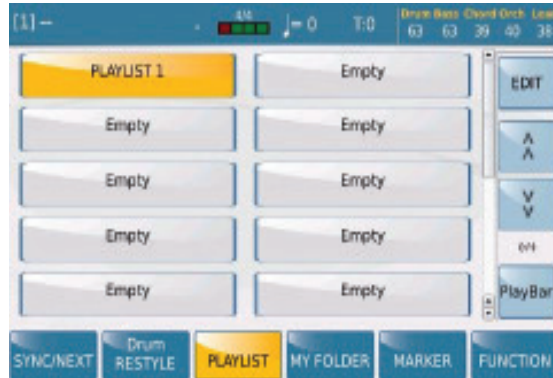 [1] — 4/4 ♩= 0 T:0 Drum Bass Chord Orch
63 63 39 40 38
PLAYLIST 1 Empty EDIT
Empty Empty
Empty Empty
Empty Empty
Empty Empty PlayBar
SYNC/NEXT Drum RESTYLE PLAYLIST MY FOLDER MARKER FUNCTION